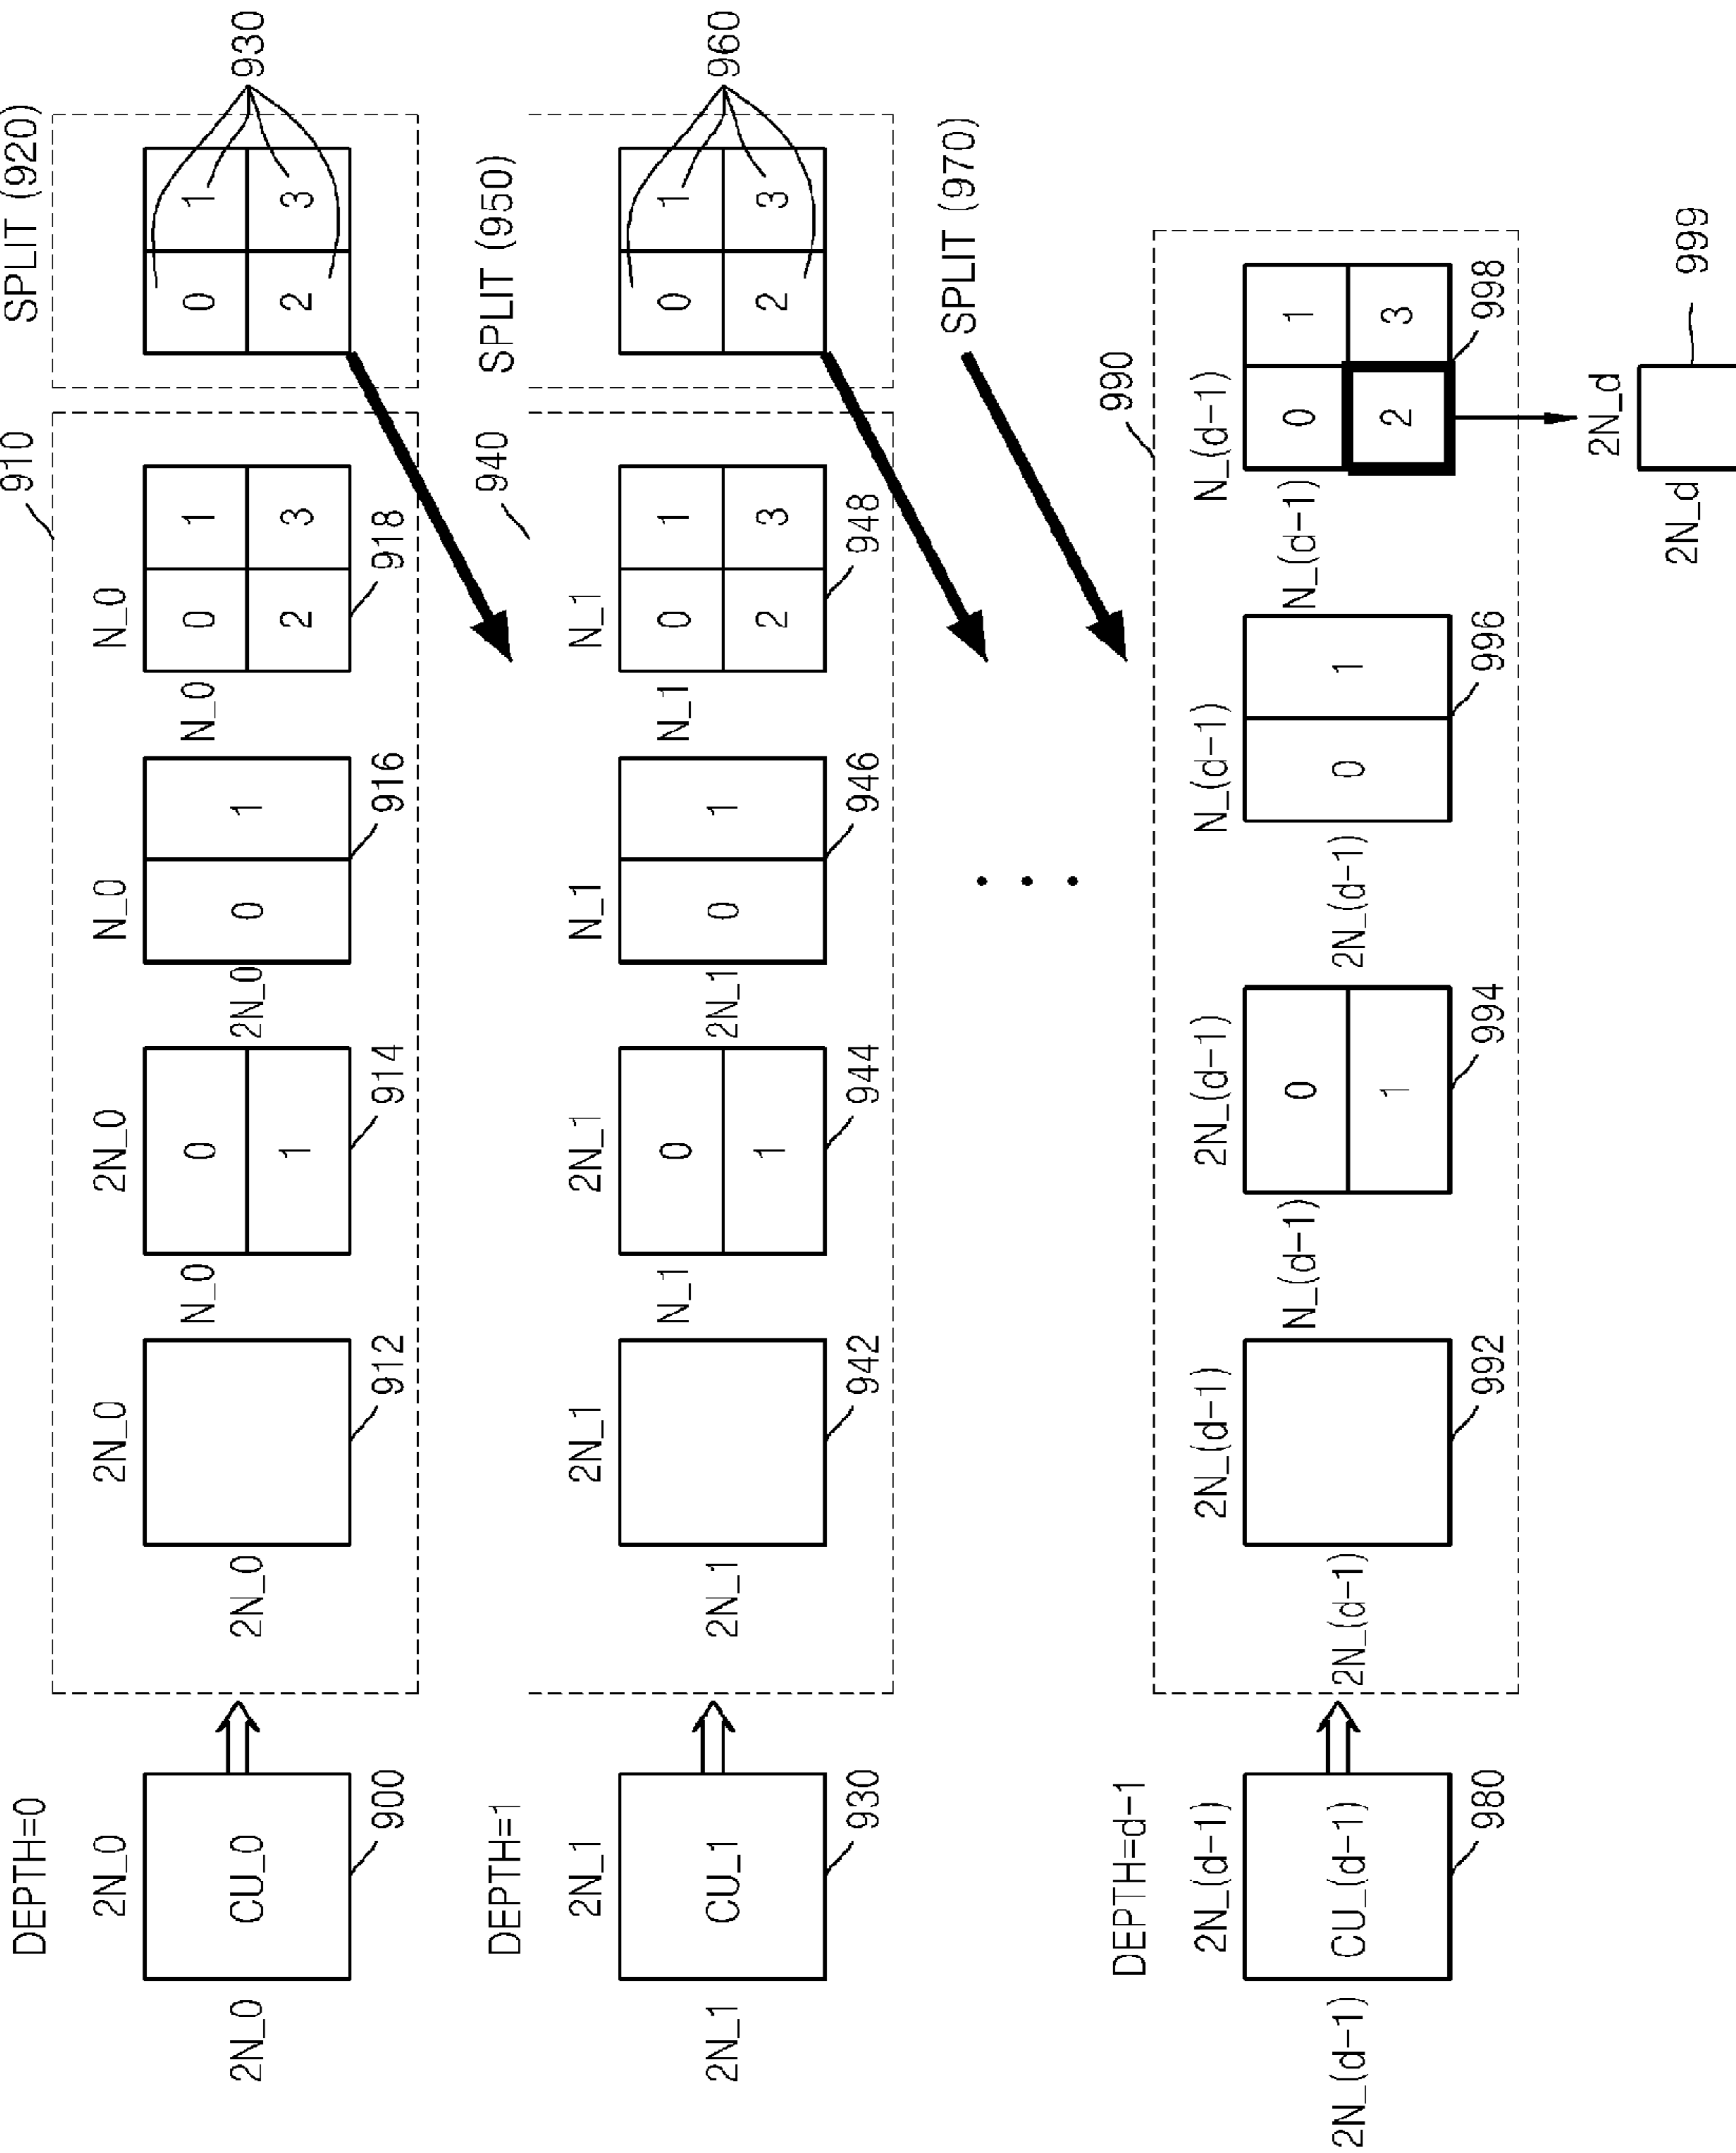 DEPTH=0
SPLIT (920)
910
930
2N_0
2N_0
2N_0
N_0
N_0
2N_0
CU_0
2N_0
N_0
0
1
2N_0
0
1
N_0
0
1
2
3
0
1
2
3
900
912
914
916
918
DEPTH=1
SPLIT (950)
940
960
2N_1
2N_1
2N_1
N_1
N_1
2N_1
CU_1
2N_1
N_1
0
1
2N_1
0
1
N_1
0
1
2
3
0
1
2
3
930
942
944
946
948
SPLIT (970)
DEPTH=d-1
990
2N_(d-1)
2N_(d-1)
2N_(d-1)
N_(d-1)
N_(d-1)
2N_(d-1)
CU_(d-1)
2N_(d-1)
N_(d-1)
0
1
2N_(d-1)
0
1
N_(d-1)
0
1
2
3
980
992
994
996
998
2N_d
2N_d
999